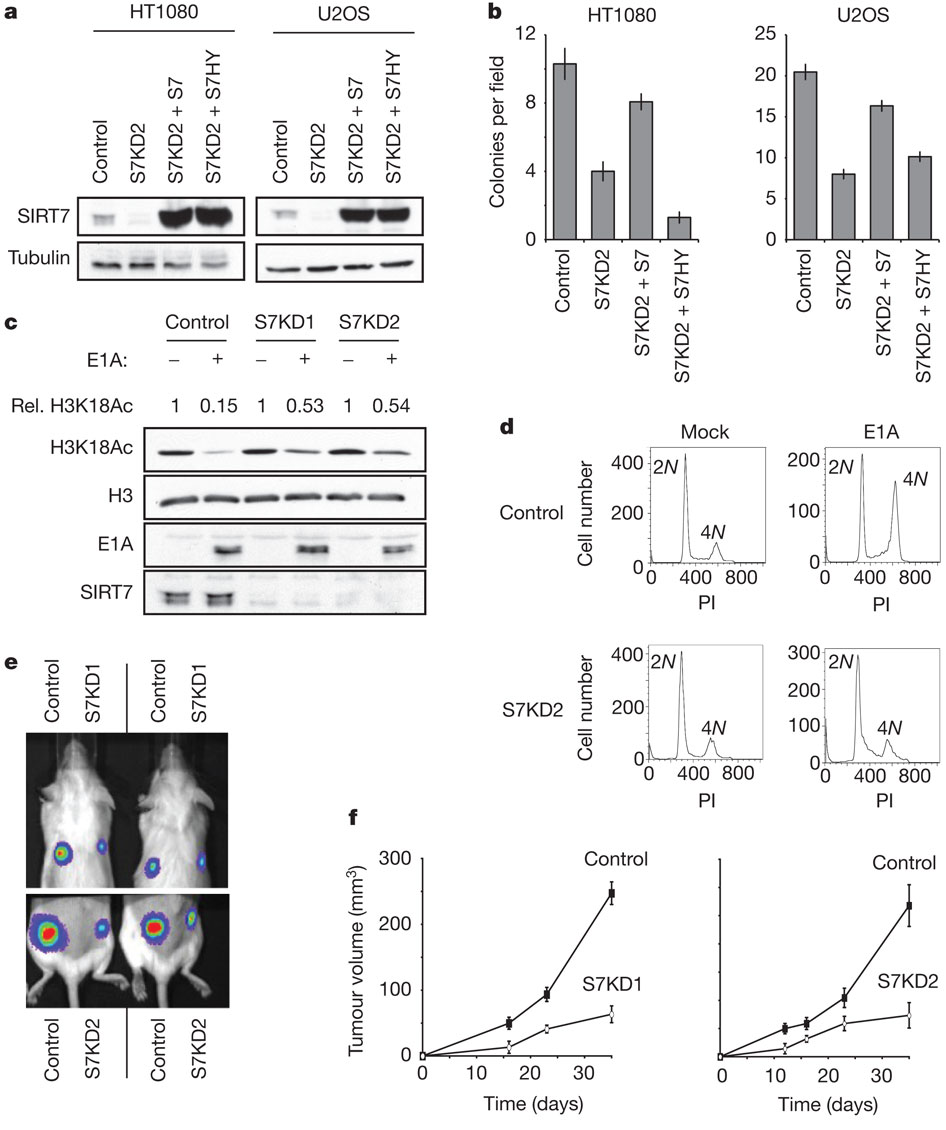 a
HT1080
U2OS
Control
S7KD2
S7KD2 + S7
S7KD2 + S7HY
Control
S7KD2
S7KD2 + S7
S7KD2 + S7HY
SIRT7
Tubulin
b
HT1080
U2OS
Colonies per field
12
8
4
0
25
20
15
10
5
0
Control
S7KD2
S7KD2 + S7
S7KD2 + S7HY
Control
S7KD2
S7KD2 + S7
S7KD2 + S7HY
c
Control S7KD1 S7KD2
E1A: – + – + – +
Rel. H3K18Ac 1 0.15 1 0.53 1 0.54
H3K18Ac
H3
E1A
SIRT7
d
Mock
E1A
Control
Cell number
400
200
0
2N
4N
0 400 800
PI
200
100
0
2N
4N
0 400 800
PI
S7KD2
Cell number
400
200
0
2N
4N
0 400 800
PI
300
200
100
0
2N
4N
0 400 800
PI
e
Control
S7KD1
Control
S7KD1
Control
S7KD2
Control
S7KD2
f
Tumour volume (mm3)
300
200
100
0
Control
S7KD1
0 10 20 30
Time (days)
Control
S7KD2
0 10 20 30
Time (days)